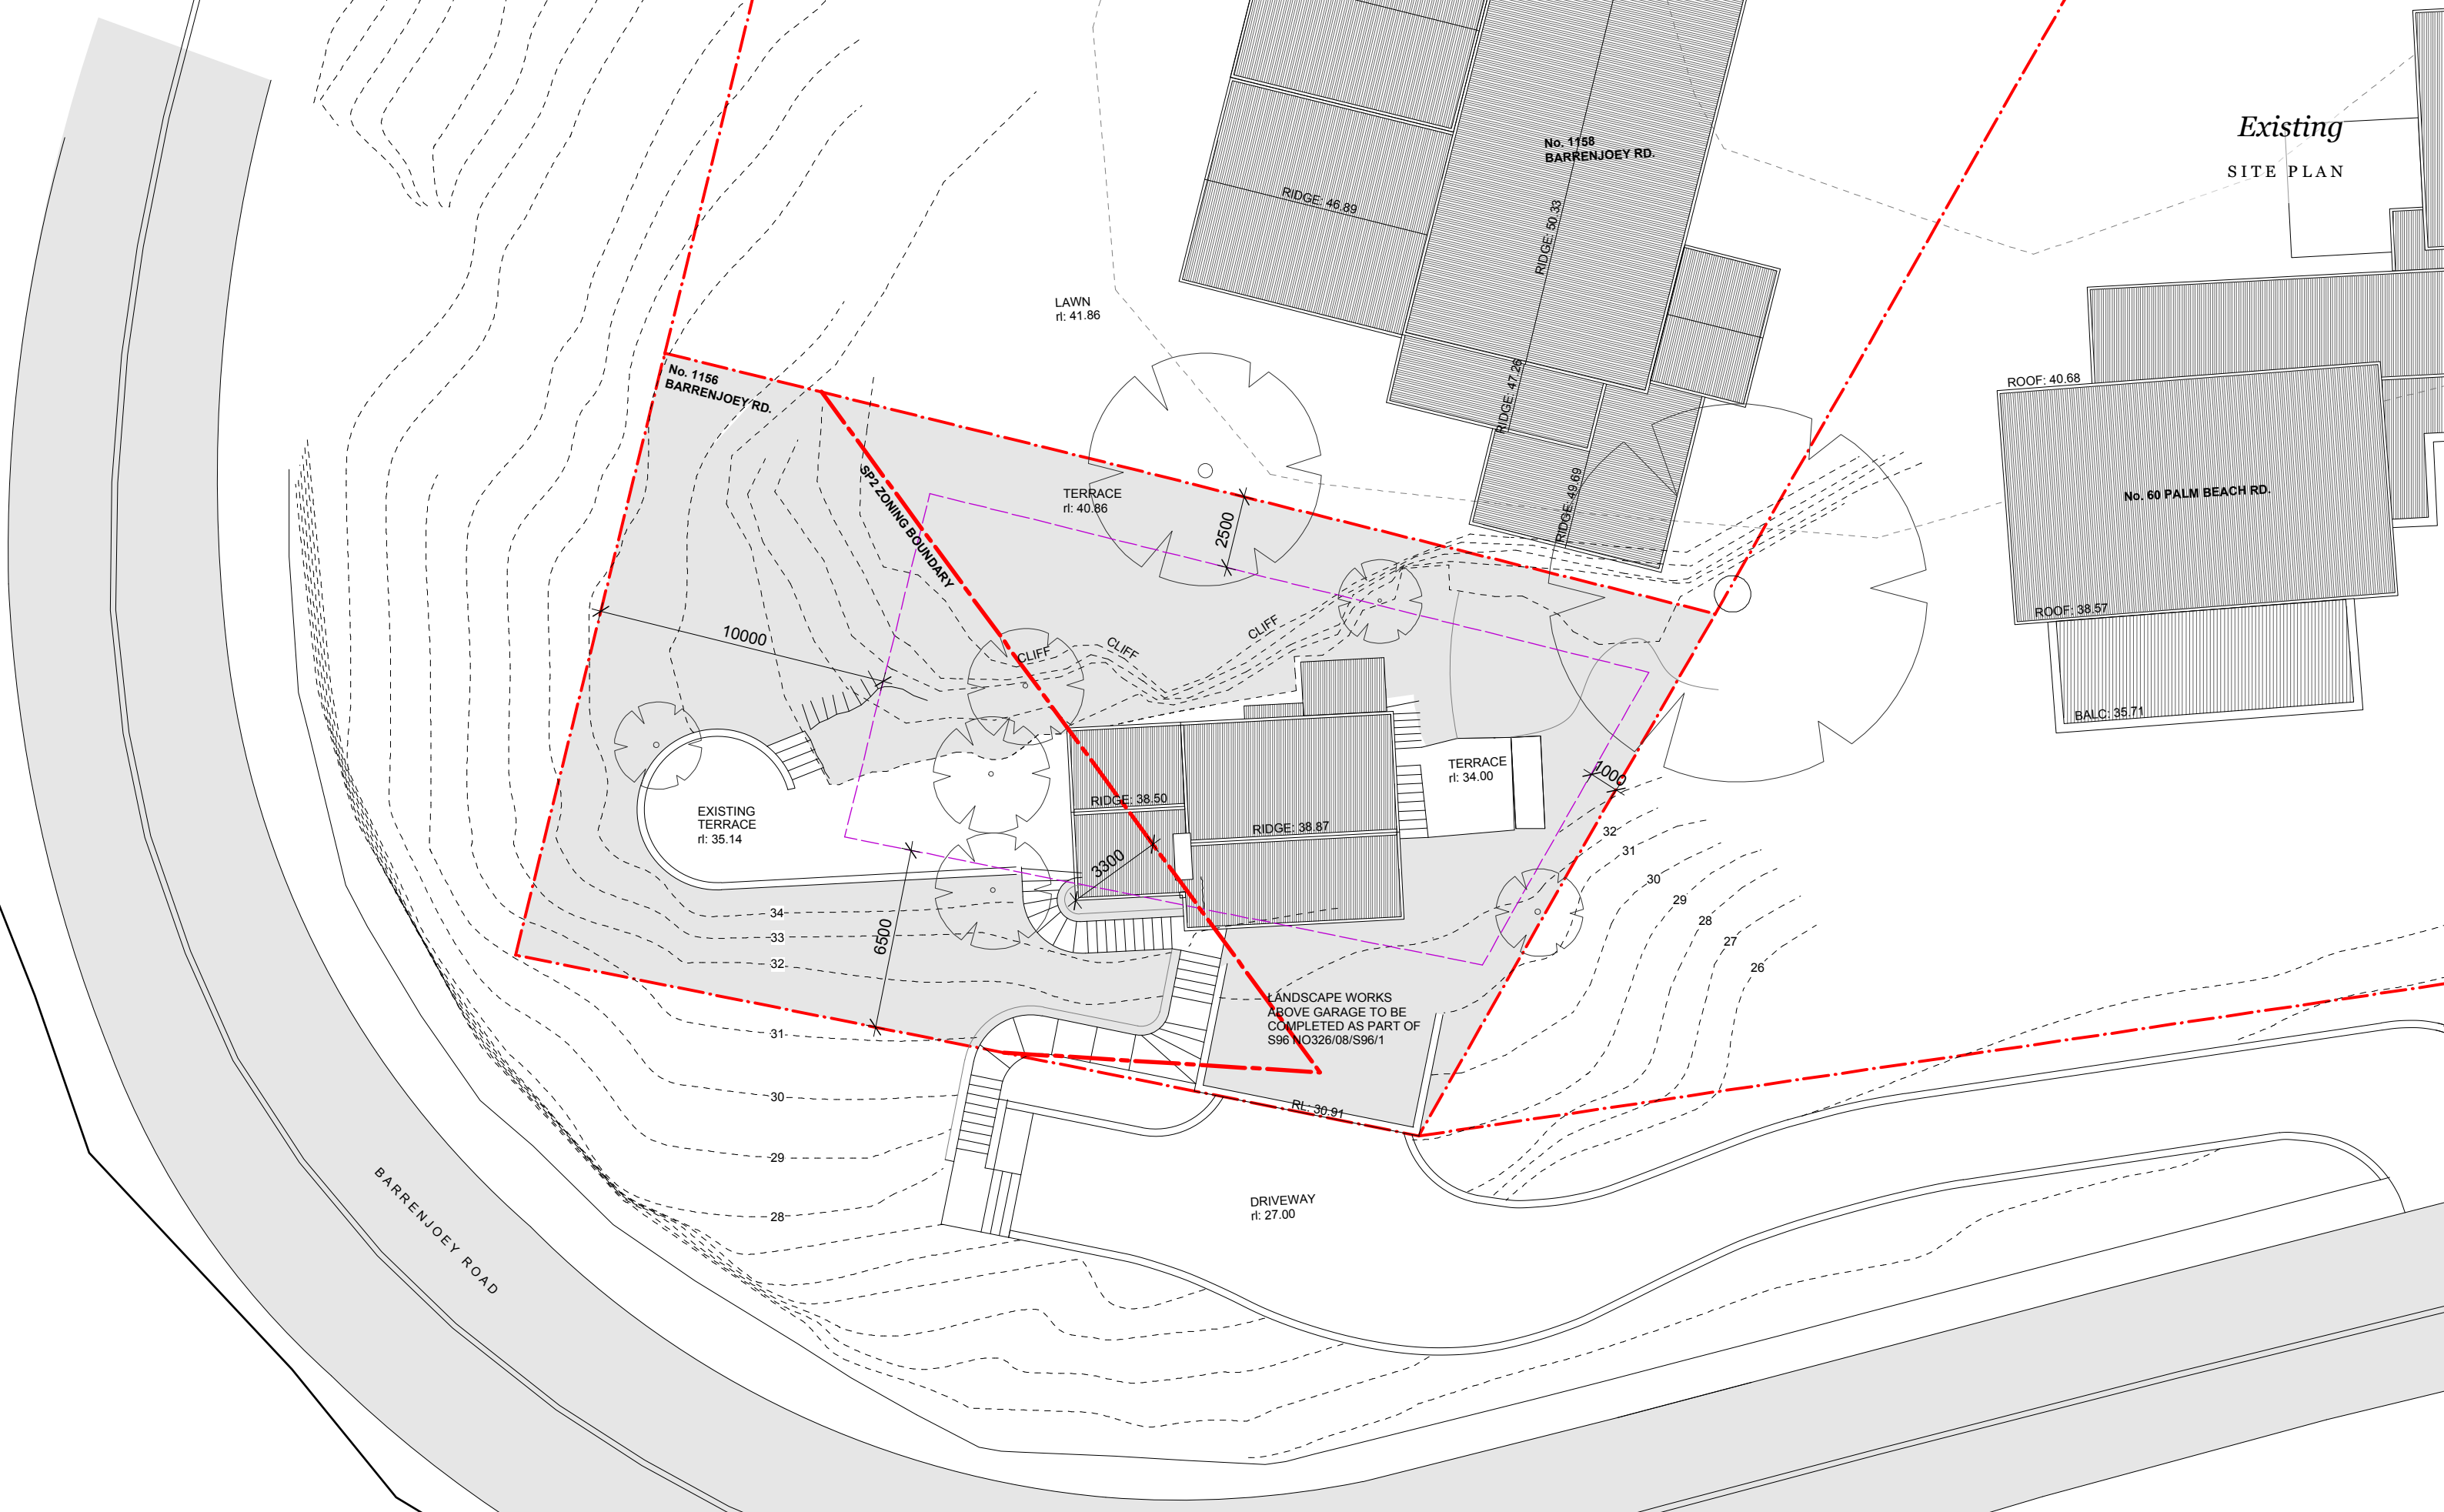 Existing
SITE PLAN
No. 1158
BARRENJOEY RD.
RIDGE: 46.89
RIDGE: 50.33
LAWN
rl: 41.86
RIDGE: 47.26
No. 1156
BARRENJOEY RD.
ROOF: 40.68
SP2 ZONING BOUNDARY
TERRACE
rl: 40.86
2500
RIDGE: 49.69
No. 60 PALM BEACH RD.
ROOF: 38.57
10000
CLIFF
CLIFF
CLIFF
BALC: 35.71
TERRACE
rl: 34.00
1000
RIDGE: 38.50
RIDGE: 38.87
EXISTING
TERRACE
rl: 35.14
3300
32
31
30
29
28
27
26
34
33
32
31
30
29
28
6500
LANDSCAPE WORKS
ABOVE GARAGE TO BE
COMPLETED AS PART OF
S96 NO326/08/S96/1
RL: 30.91
DRIVEWAY
rl: 27.00
BARRENJOEY ROAD